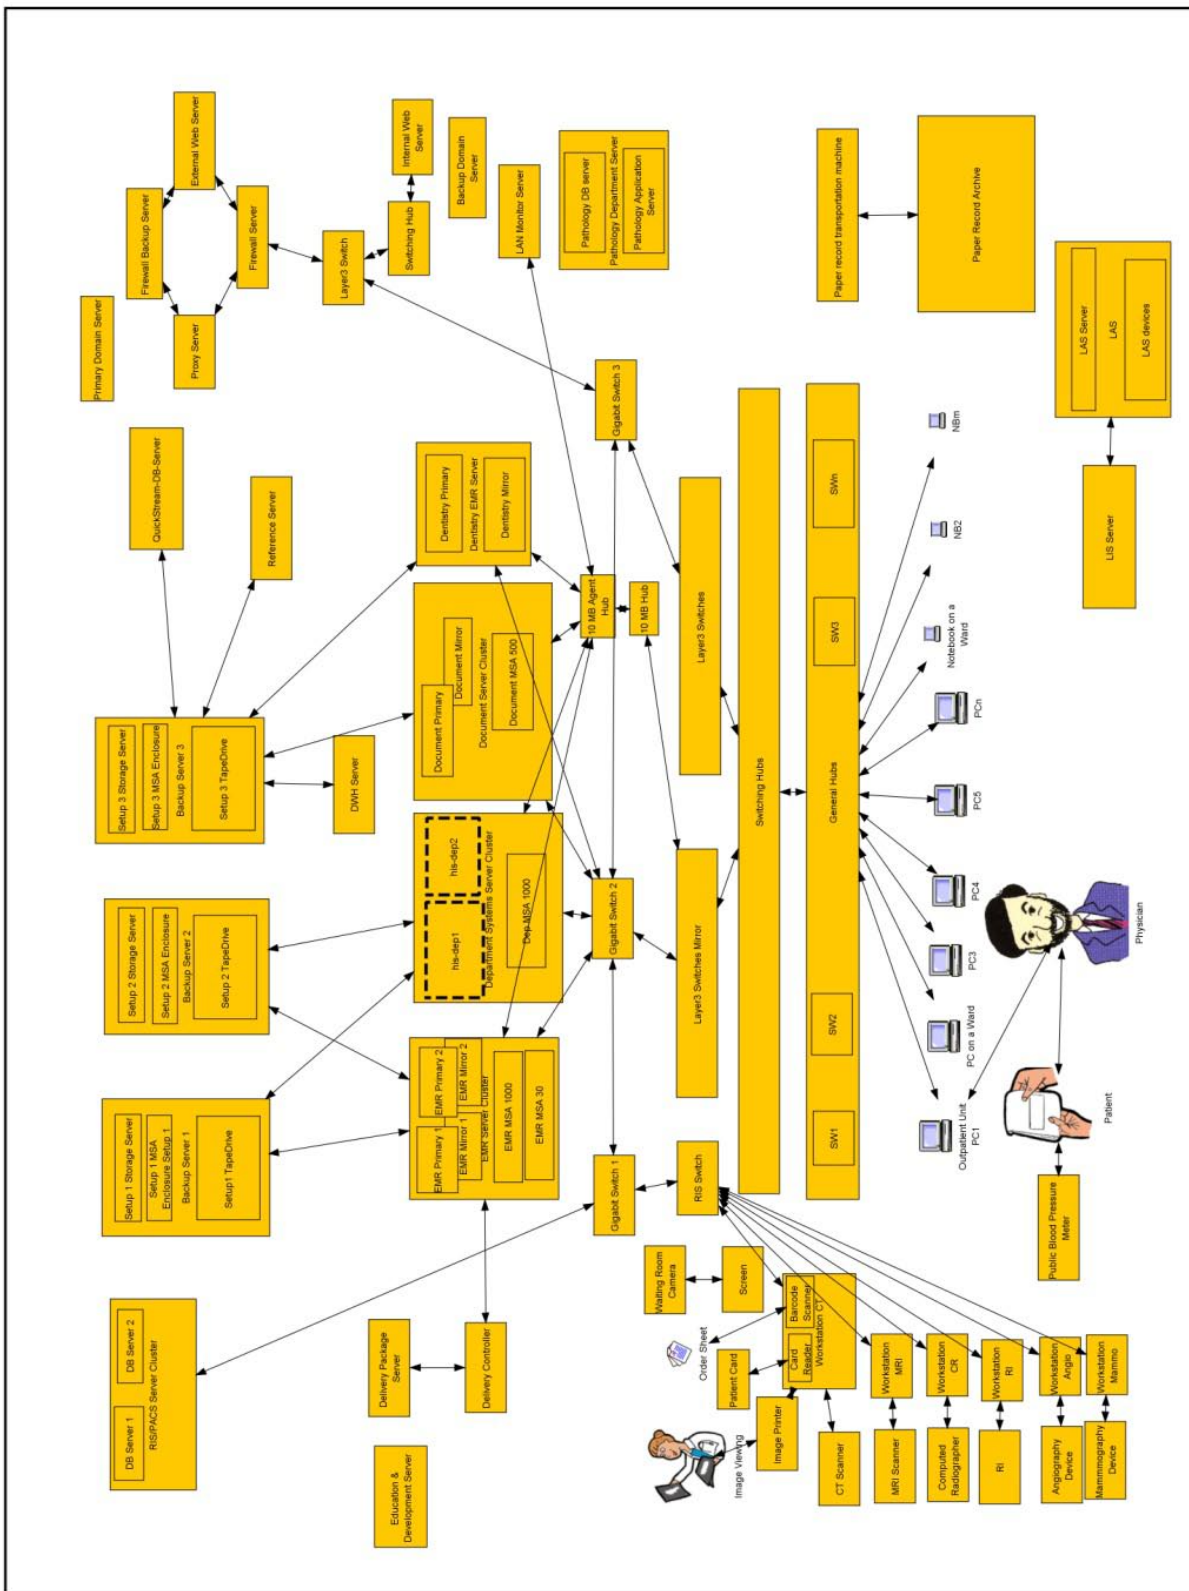 DB Server 1
DB Server 2
RIS/PACS Server Cluster
Setup 1 Storage Server
Setup 1 MSA
Enclosure Setup 1
Backup Server 1
Setup1 TapeDrive
Setup 2 Storage Server
Setup 2 MSA Enclosure
Backup Server 2
Setup 2 TapeDrive
Setup 3 Storage Server
Setup 3 MSA Enclosure
Backup Server 3
Setup 3 TapeDrive
QuickStream-DB-Server
Reference Server
DWH Server
Primary Domain Server
Firewall Backup Server
External Web Server
Proxy Server
Firewall Server
Layer3 Switch
Switching Hub
Internal Web
Server
Backup Domain
Server
LAN Monitor Server
Pathology DB server
Pathology Department Server
Pathology Application
Server
Education &
Development Server
Delivery Package
Server
Delivery Controller
EMR Primary 1
EMR Primary 2
EMR Mirror 1
EMR Mirror 2
EMR Server Cluster
EMR MSA 1000
EMR MSA 30
his-dep1
his-dep2
Department Systems Server Cluster
Dep MSA 1000
Document Primary
Document Mirror
Document Server Cluster
Document MSA 500
Dentistry Primary
Dentistry EMR Server
Dentistry Mirror
Gigabit Switch 1
Gigabit Switch 2
10 MB Agent
Hub
10 MB Hub
Gigabit Switch 3
RIS Switch
Layer3 Switches Mirror
Layer3 Switches
Switching Hubs
General Hubs
SW1
SW2
SW3
SWn
Waiting Room
Camera
Screen
Order Sheet
Patient Card
Image Viewing
Image Printer
Card
Reader
Barcode
Scanner
Workstation CT
CT Scanner
Workstation
MRI
MRI Scanner
Workstation
CR
Computed
Radiographer
Workstation
RI
RI
Workstation
Angio
Angiography
Device
Workstation
Mammo
Mammmography
Device
Outpatient Unit
PC1
PC on a Ward
PC3
PC4
PC5
PCn
Notebook on a
Ward
NB2
NBm
Public Blood Pressure
Meter
Patient
Physician
Paper record transportation machine
Paper Record Archive
LIS Server
LAS Server
LAS
LAS devices